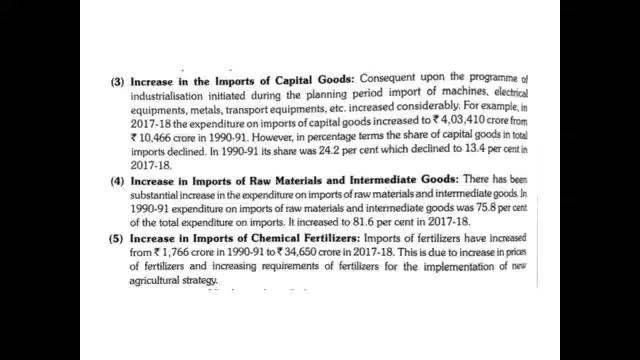 (3) Increase in the Imports of Capital Goods: Consequent upon the programme of
industrialisation initiated during the planning period import of machines, electrical
equipments, metals, transport equipments, etc. increased considerably. For example, in
2017-18 the expenditure on imports of capital goods increased to ₹ 4,03,410 crore from
₹ 10,466 crore in 1990-91. However, in percentage terms the share of capital goods in total
imports declined. In 1990-91 its share was 24.2 per cent which declined to 13.4 per cent in
2017-18.
(4) Increase in Imports of Raw Materials and Intermediate Goods: There has been
substantial increase in the expenditure on imports of raw materials and intermediate goods. In
1990-91 expenditure on imports of raw materials and intermediate goods was 75.8 per cent
of the total expenditure on imports. It increased to 81.6 per cent in 2017-18.
(5) Increase in Imports of Chemical Fertilizers: Imports of fertilizers have increased
from ₹ 1,766 crore in 1990-91 to ₹ 34,650 crore in 2017-18. This is due to increase in prices
of fertilizers and increasing requirements of fertilizers for the implementation of new
agricultural strategy.